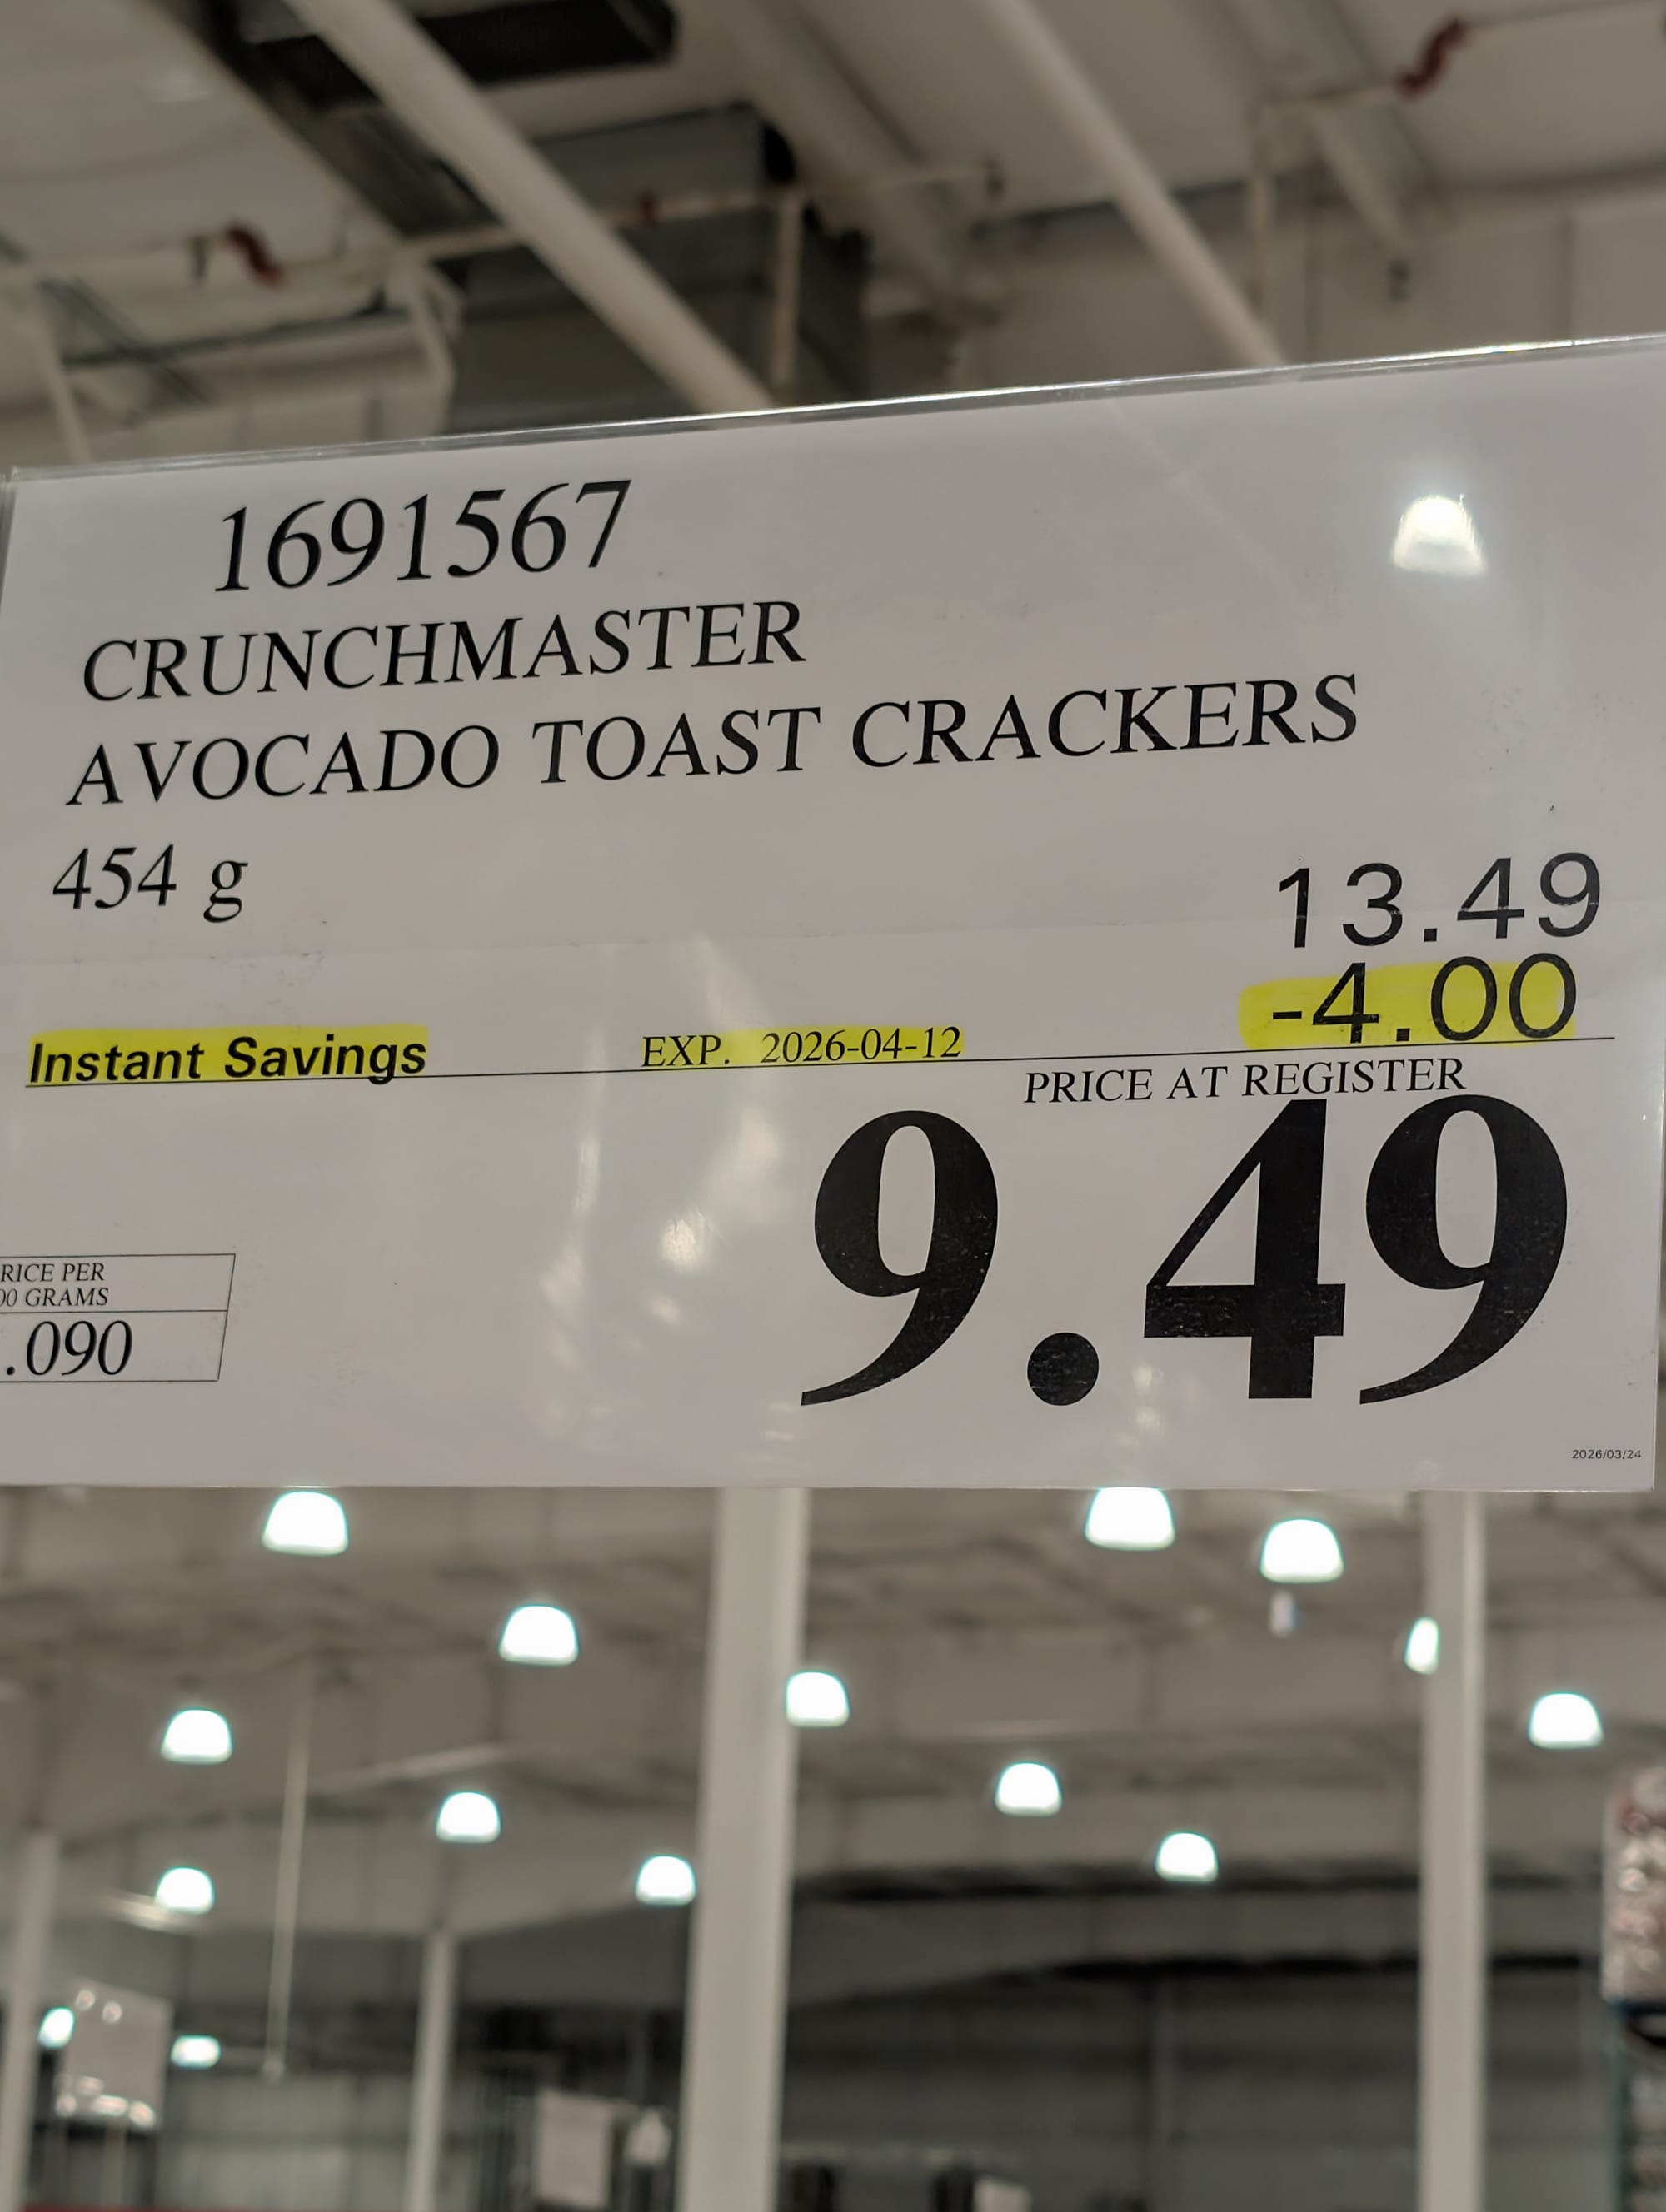 1691567
CRUNCHMASTER
AVOCADO TOAST CRACKERS
454 g
13.49
-4.00
Instant Savings EXP. 2026-04-12
PRICE AT REGISTER
9.49
RICE PER
00 GRAMS
.090
2026/03/24